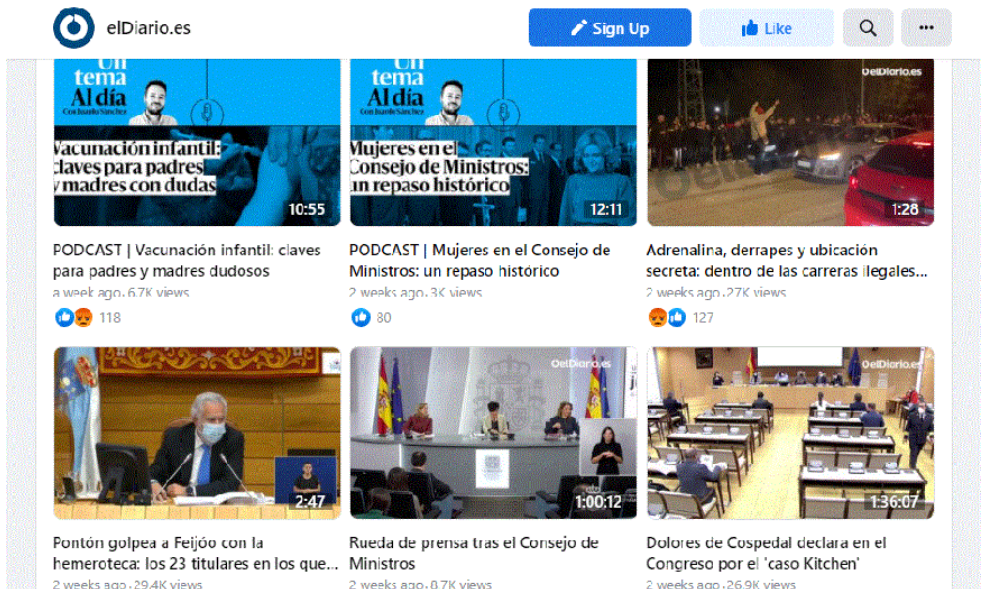 elDiario.es
Sign Up
Like
Un
tema
Al día
Con Juanlu Sánchez
Vacunación infantil:
claves para padres
y madres con dudas
10:55
Un
tema
Al día
Con Juanlu Sánchez
Mujeres en el
Consejo de Ministros:
un repaso histórico
12:11
elDiario.es
1:28
PODCAST | Vacunación infantil: claves
para padres y madres dudosos
a week ago · 6.7K views
118
PODCAST | Mujeres en el Consejo de
Ministros: un repaso histórico
2 weeks ago · 3K views
80
Adrenalina, derrapes y ubicación
secreta: dentro de las carreras ilegales...
2 weeks ago · 27K views
127
2:47
elDiario.es
1:00:12
elDiario.es
1:36:07
Pontón golpea a Feijóo con la
hemeroteca: los 23 titulares en los que...
2 weeks ago · 29.4K views
Rueda de prensa tras el Consejo de
Ministros
2 weeks ago · 8.7K views
Dolores de Cospedal declara en el
Congreso por el 'caso Kitchen'
2 weeks ago · 26.9K views